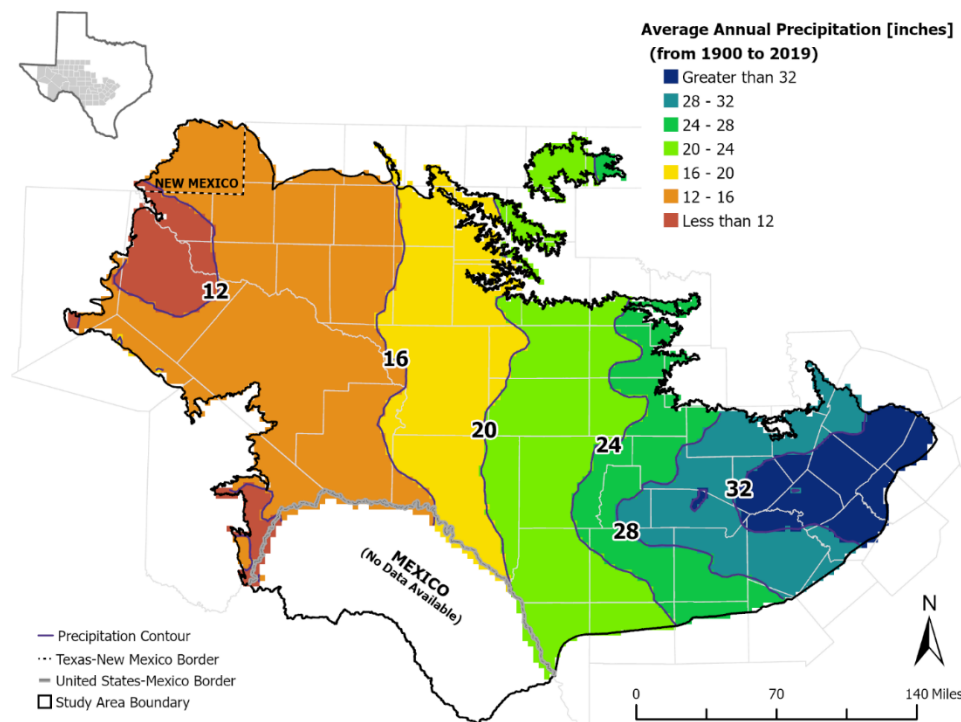 Average Annual Precipitation [inches]
(from 1900 to 2019)
Greater than 32
28 - 32
24 - 28
20 - 24
16 - 20
12 - 16
Less than 12
NEW MEXICO
12
16
20
24
32
28
MEXICO
(No Data Available)
N
Precipitation Contour
Texas-New Mexico Border
United States-Mexico Border
Study Area Boundary
0 70 140 Miles